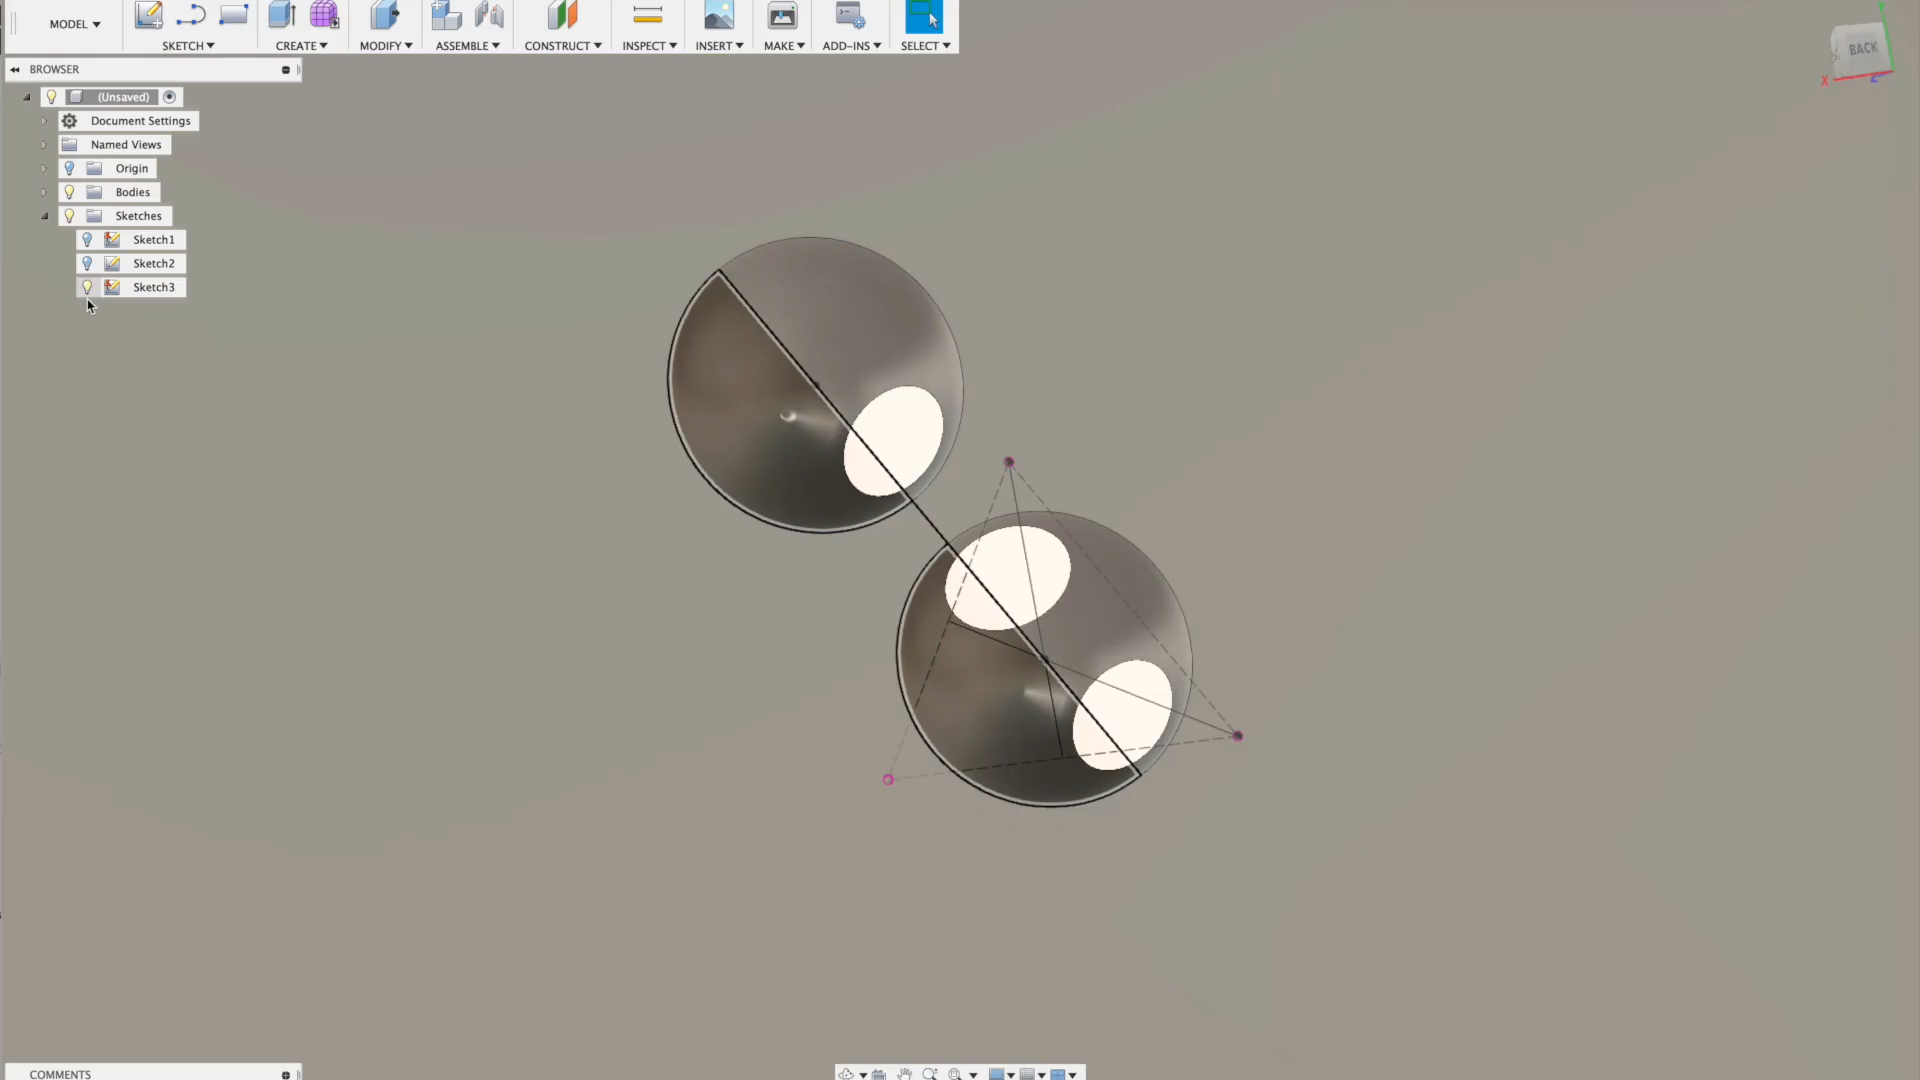 MODEL
SKETCH
CREATE
MODIFY
ASSEMBLE
CONSTRUCT
INSPECT
INSERT
MAKE
ADD-INS
SELECT
BACK
X
BROWSER
(Unsaved)
Document Settings
Named Views
Origin
Bodies
Sketches
Sketch1
Sketch2
Sketch3
COMMENTS